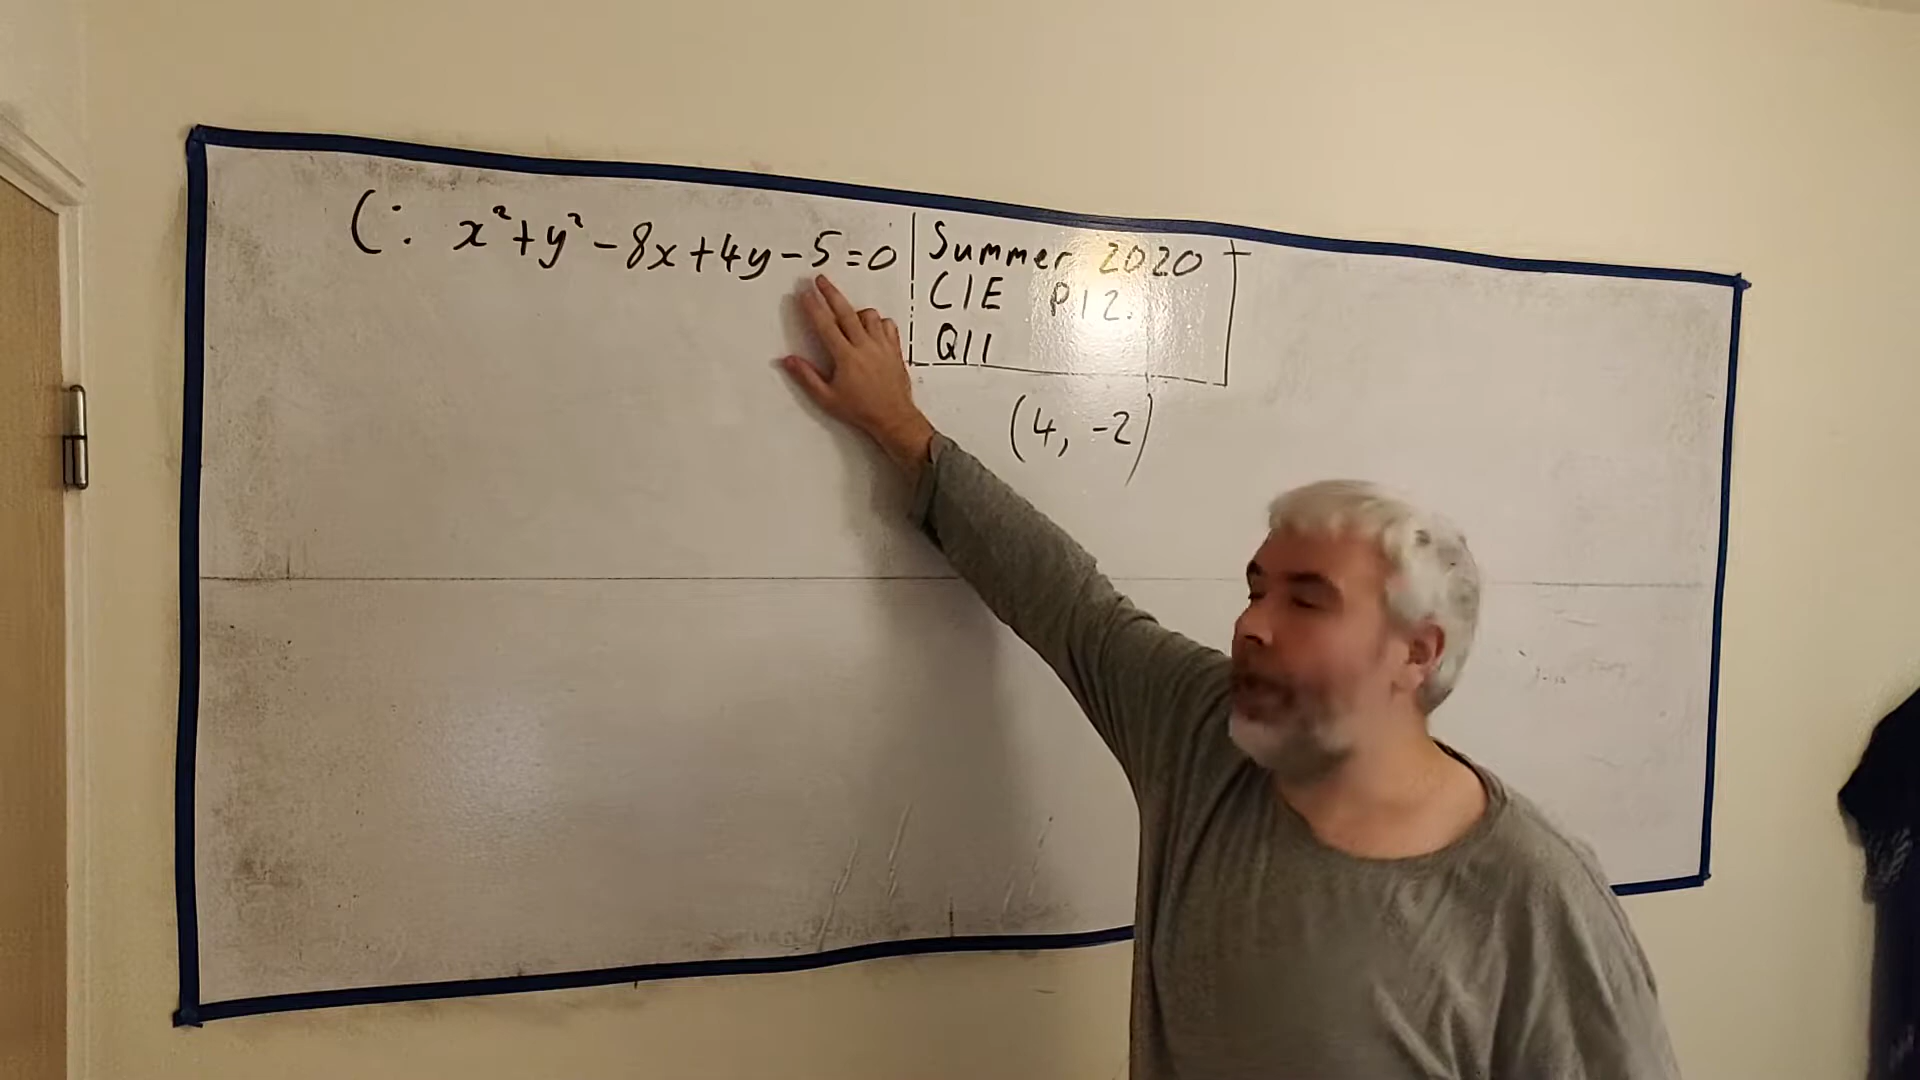 C: x²+y²-8x+4y-5=0
Summer 2020
CIE P12.
Q11
(4, -2)